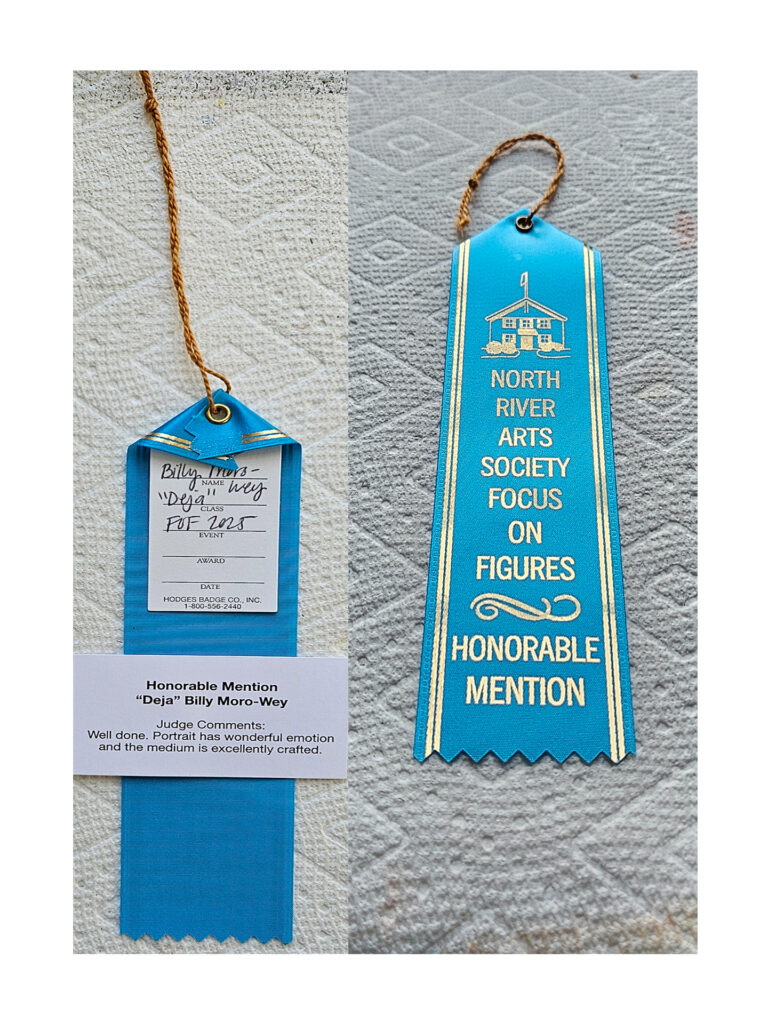 Billy Moro-
NAME Wey
"Deja"
CLASS
FOF 2025
EVENT
AWARD
DATE
HODGES BADGE CO., INC.
1-800-556-2440
Honorable Mention
“Deja” Billy Moro-Wey
Judge Comments:
Well done. Portrait has wonderful emotion
and the medium is excellently crafted.
NORTH
RIVER
ARTS
SOCIETY
FOCUS
ON
FIGURES
HONORABLE
MENTION